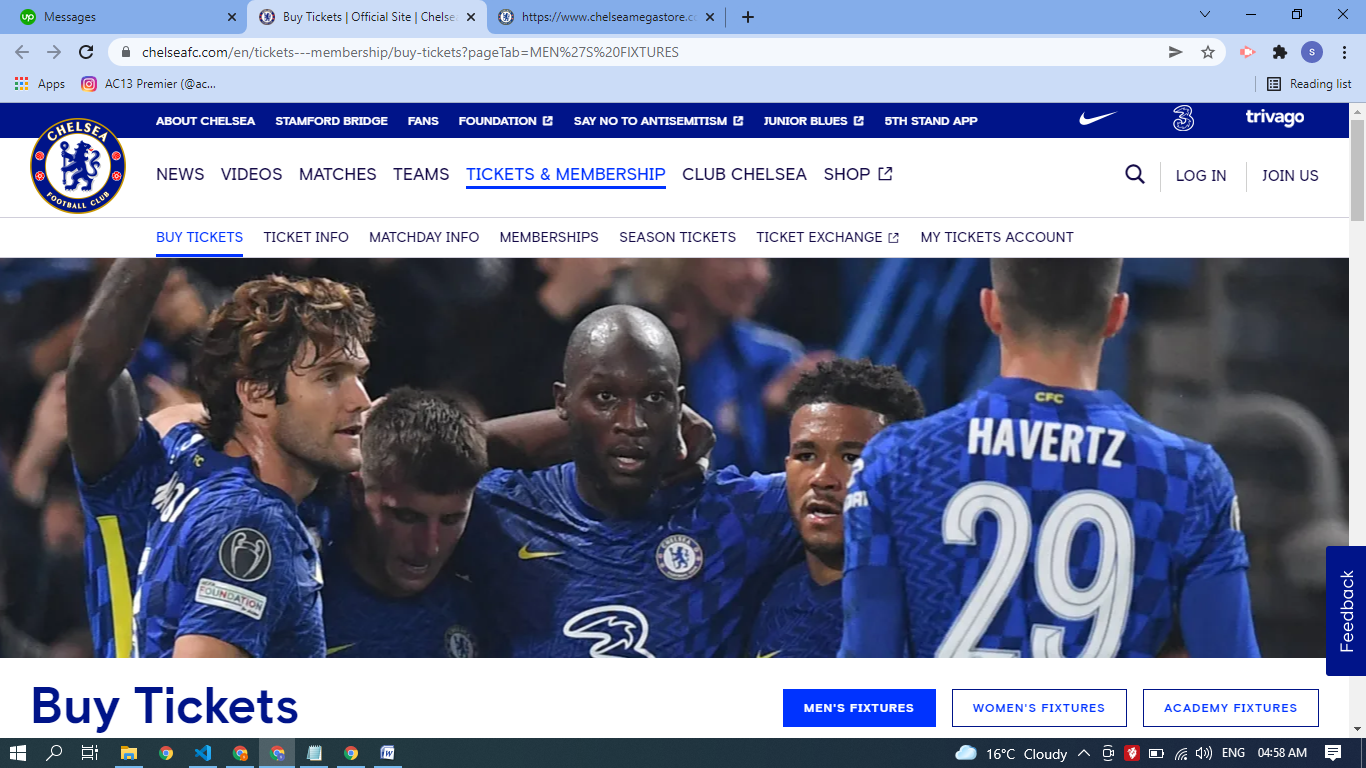 up Messages
Buy Tickets | Official Site | Chelse
https://www.chelseamegastore.c
chelseafc.com/en/tickets---membership/buy-tickets?pageTab=MEN%27S%20FIXTURES
S
Apps
AC13 Premier (@ac...
Reading list
ABOUT CHELSEA STAMFORD BRIDGE FANS FOUNDATION SAY NO TO ANTISEMITISM JUNIOR BLUES 5TH STAND APP
3 trivago
CHELSEA
FOOTBALL CLUB
NEWS VIDEOS MATCHES TEAMS TICKETS & MEMBERSHIP CLUB CHELSEA SHOP
LOG IN JOIN US
BUY TICKETS TICKET INFO MATCHDAY INFO MEMBERSHIPS SEASON TICKETS TICKET EXCHANGE MY TICKETS ACCOUNT
CFC
HAVERTZ
29
FOUNDATION
3
Feedback
Buy Tickets
MEN'S FIXTURES WOMEN'S FIXTURES ACADEMY FIXTURES
16°C Cloudy
ENG
04:58 AM